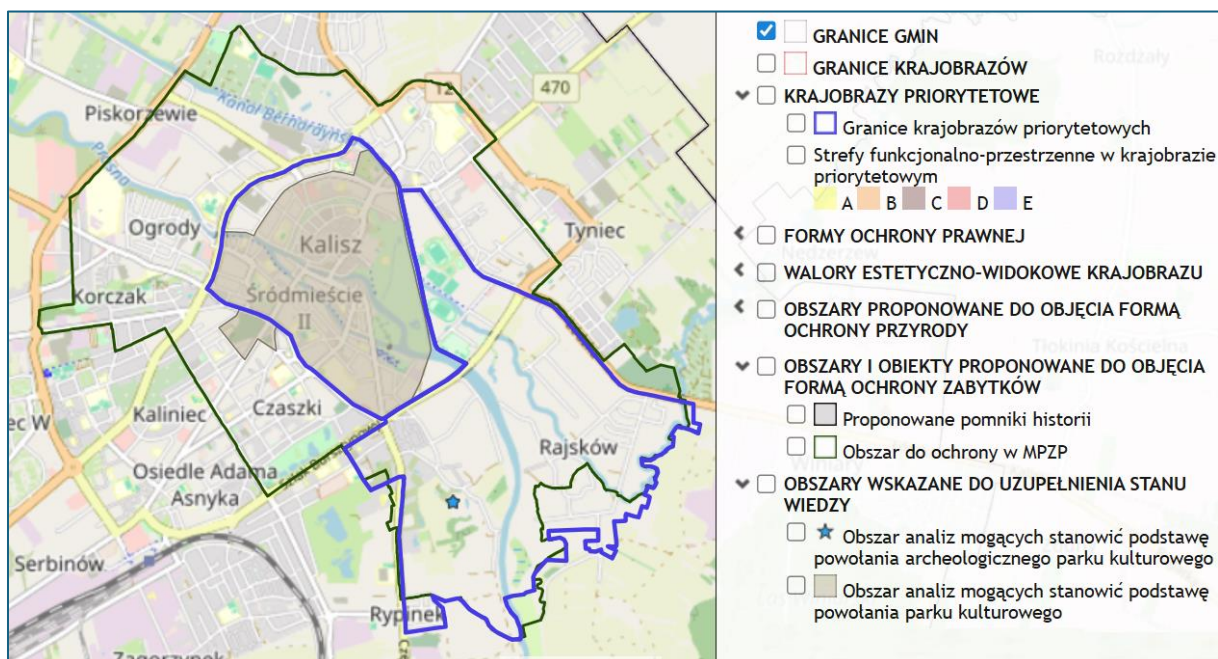 Piskorzewie
Kanał Bernardyńs
12
470
Prosna
Ogrody
Kalisz
Tyniec
Korczak
Śródmieście
II
Kaliniec
Czaszki
ec W
Rajsków
Osiedle Adama
Asnyka
Serbinów
Rypinek
Zagorzynek
GRANICE GMIN
GRANICE KRAJOBRAZÓW
KRAJOBRAZY PRIORYTETOWE
Granice krajobrazów priorytetowych
Strefy funkcjonalno-przestrzenne w krajobrazie
priorytetowym
A B C D E
FORMY OCHRONY PRAWNEJ
WALORY ESTETYCZNO-WIDOKOWE KRAJOBRAZU
OBSZARY PROPONOWANE DO OBJĘCIA FORMĄ
OCHRONY PRZYRODY
OBSZARY I OBIEKTY PROPONOWANE DO OBJĘCIA
FORMĄ OCHRONY ZABYTKÓW
Proponowane pomniki historii
Obszar do ochrony w MPZP
OBSZARY WSKAZANE DO UZUPEŁNIENIA STANU
WIEDZY
Obszar analiz mogących stanowić podstawę
powołania archeologicznego parku kulturowego
Obszar analiz mogących stanowić podstawę
powołania parku kulturowego
Rożdżały
Tłokinia Kościelna
Winiary